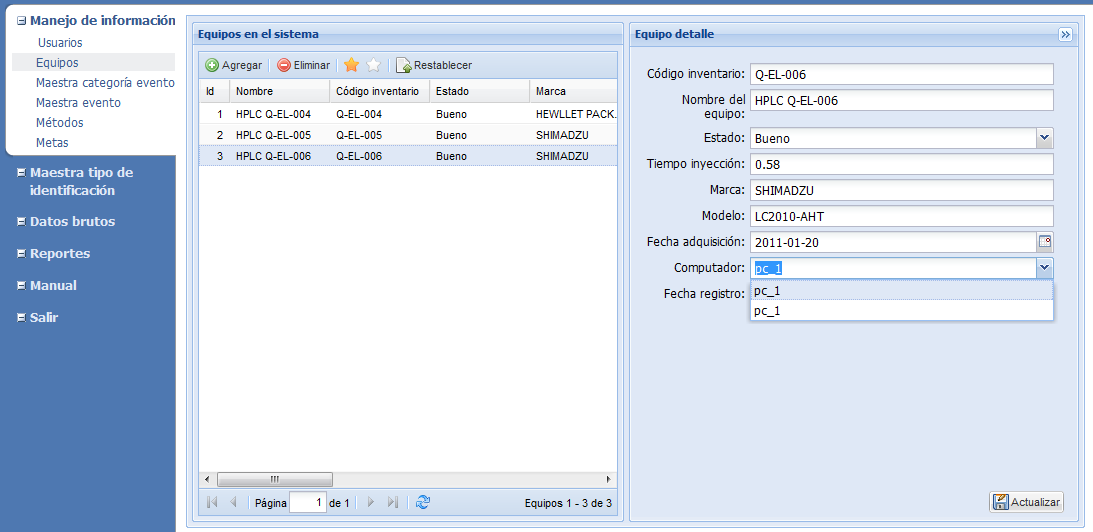 Manejo de información
Usuarios
Equipos
Maestra categoría evento
Maestra evento
Métodos
Metas
Maestra tipo de
identificación
Datos brutos
Reportes
Manual
Salir
Equipos en el sistema
Agregar Eliminar Restablecer
Id Nombre Código inventario Estado Marca
1 HPLC Q-EL-004 Q-EL-004 Bueno HEWLLET PACK.
2 HPLC Q-EL-005 Q-EL-005 Bueno SHIMADZU
3 HPLC Q-EL-006 Q-EL-006 Bueno SHIMADZU
Página 1 de 1 Equipos 1 - 3 de 3
Equipo detalle
Código inventario: Q-EL-006
Nombre del HPLC Q-EL-006
equipo:
Estado: Bueno
Tiempo inyección: 0.58
Marca: SHIMADZU
Modelo: LC2010-AHT
Fecha adquisición: 2011-01-20
Computador: pc_1
Fecha registro: pc_1
pc_1
Actualizar